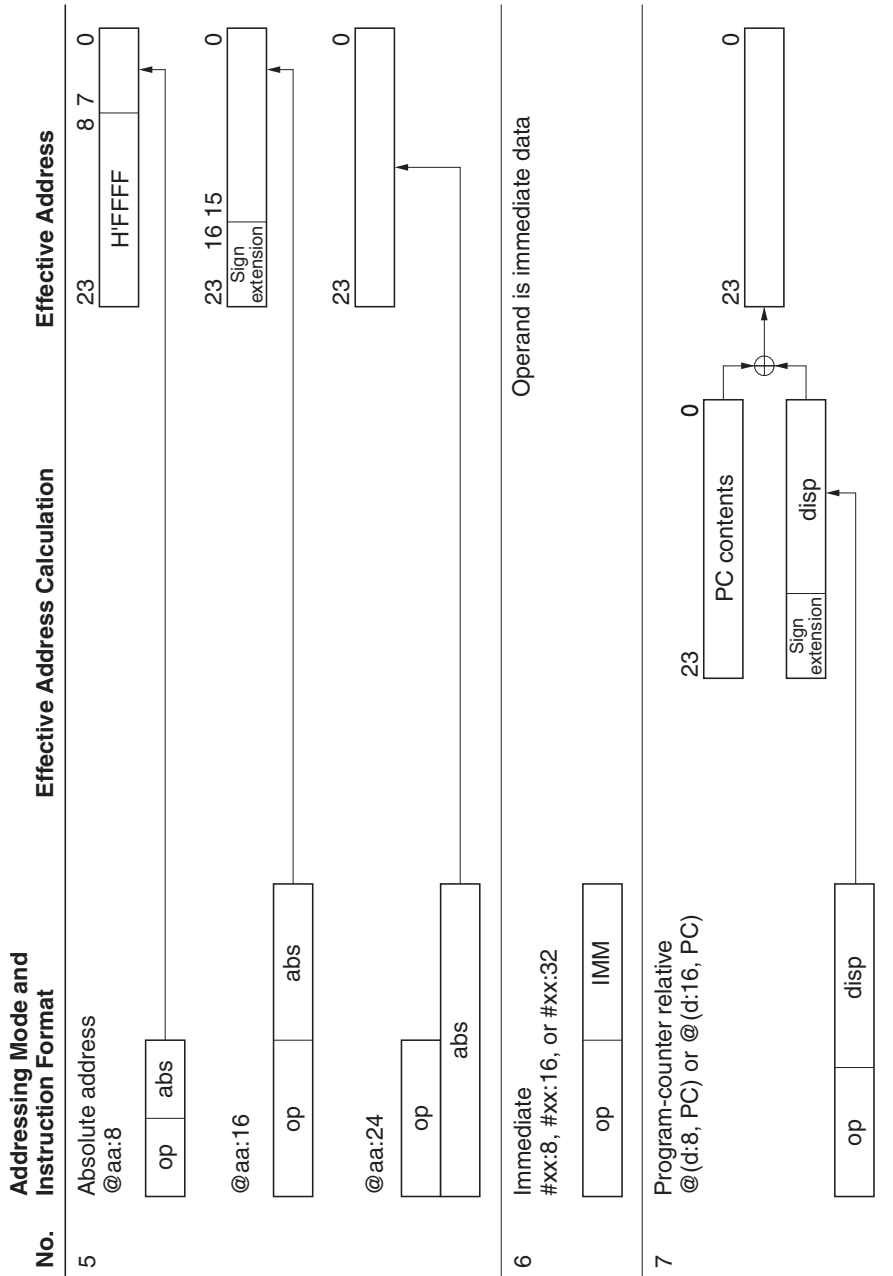 Addressing Mode and
No. Instruction Format Effective Address Calculation Effective Address
5 Absolute address
@aa:8
op abs
23 8 7 0
H'FFFF
@aa:16
op abs
23 16 15 0
Sign
extension
@aa:24
op
abs
23 0
6 Immediate
#xx:8, #xx:16, or #xx:32
op IMM
Operand is immediate data
7 Program-counter relative
@(d:8, PC) or @(d:16, PC)
op disp
23 0
PC contents
Sign
extension
disp
23 0